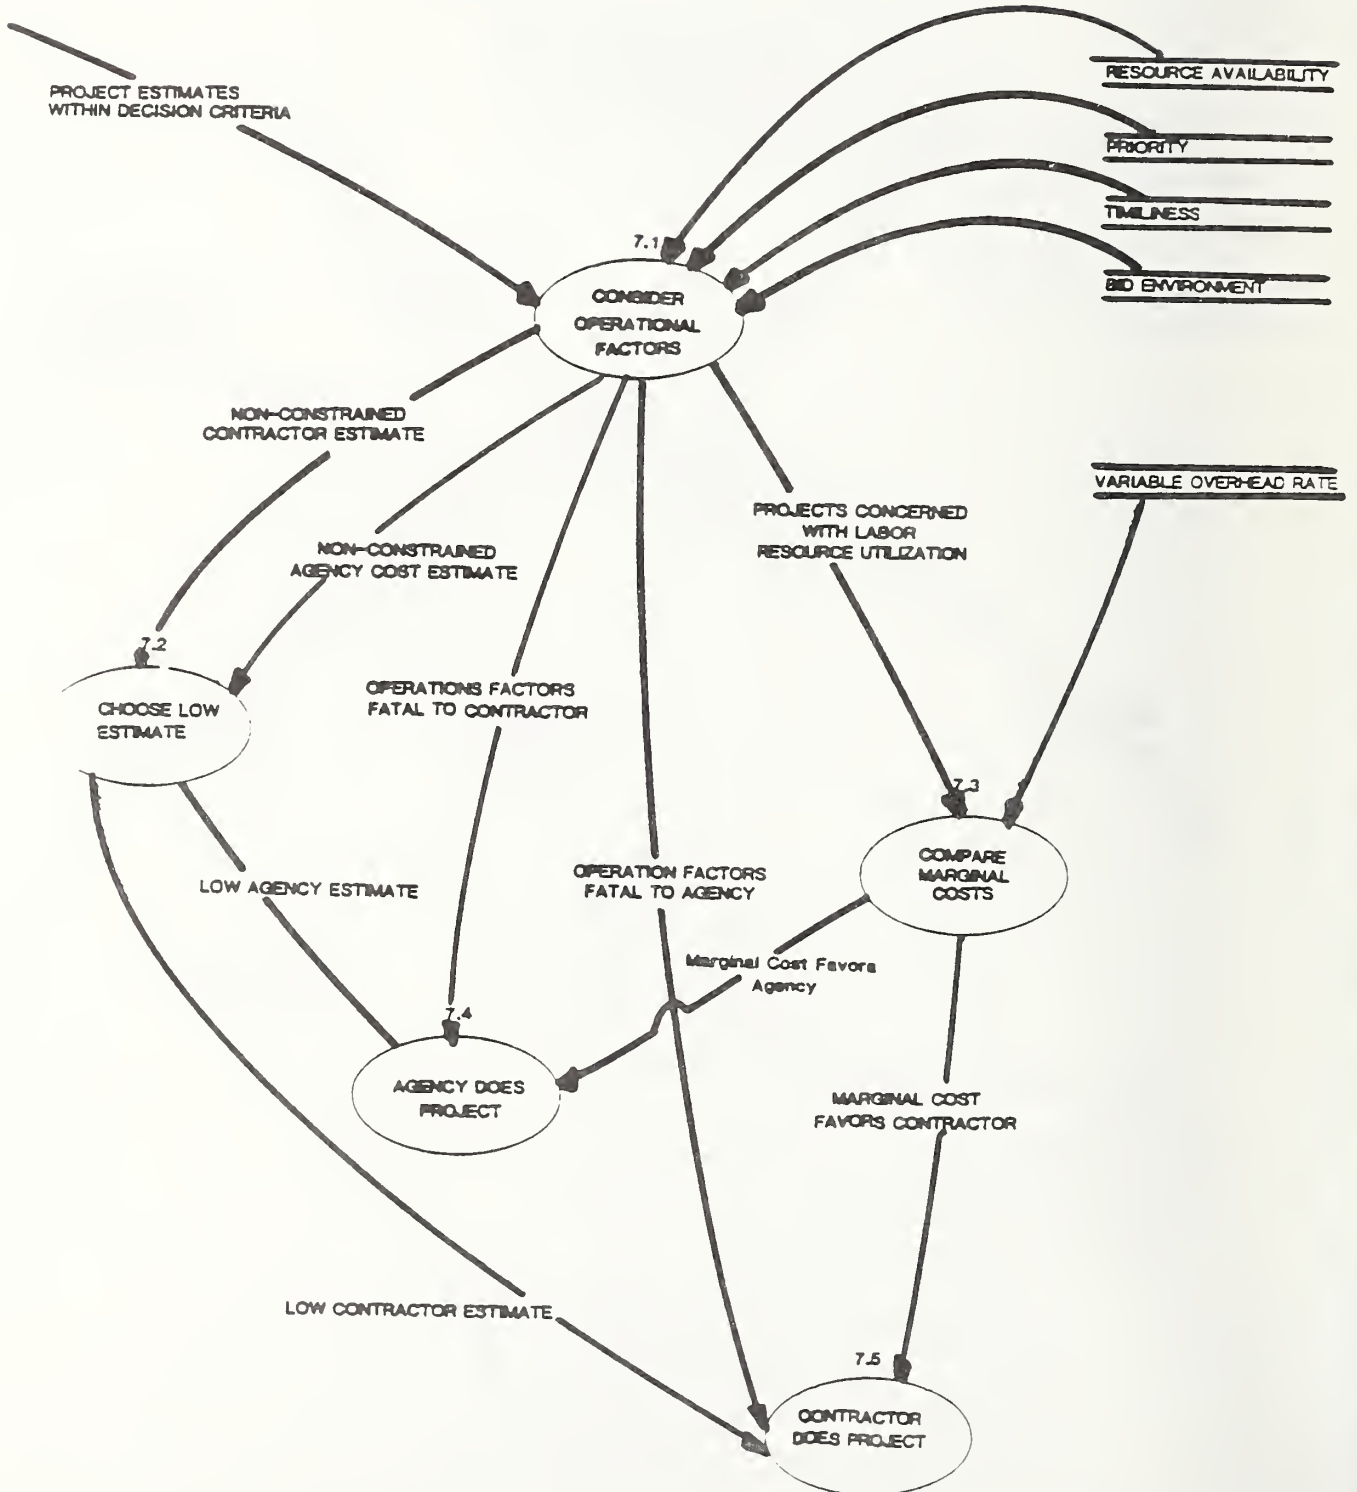 PROJECT ESTIMATES
WITHIN DECISION CRITERIA
RESOURCE AVAILABILITY
PRIORITY
TIMILINESS
BID ENVIRONMENT
7.1
CONSIDER
OPERATIONAL
FACTORS
NON-CONSTRAINED
CONTRACTOR ESTIMATE
VARIABLE OVERHEAD RATE
PROJECTS CONCERNED
WITH LABOR
RESOURCE UTILIZATION
NON-CONSTRAINED
AGENCY COST ESTIMATE
7.2
CHOOSE LOW
ESTIMATE
OPERATIONS FACTORS
FATAL TO CONTRACTOR
7.3
COMPARE
MARGINAL
COSTS
LOW AGENCY ESTIMATE
OPERATION FACTORS
FATAL TO AGENCY
Marginal Cost Favors
Agency
7.4
AGENCY DOES
PROJECT
MARGINAL COST
FAVORS CONTRACTOR
LOW CONTRACTOR ESTIMATE
7.5
CONTRACTOR
DOES PROJECT